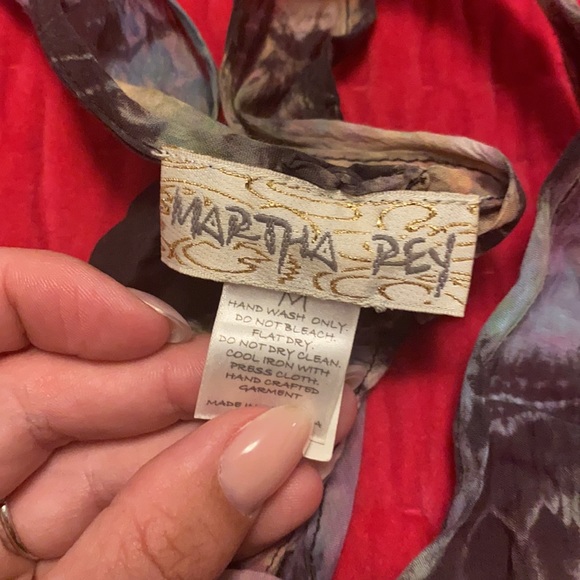 MARTHA REY
M
HAND WASH ONLY.
DO NOT BLEACH.
FLAT DRY.
DO NOT DRY CLEAN.
COOL IRON WITH
PRESS CLOTH.
HAND CRAFTED
GARMENT
MADE